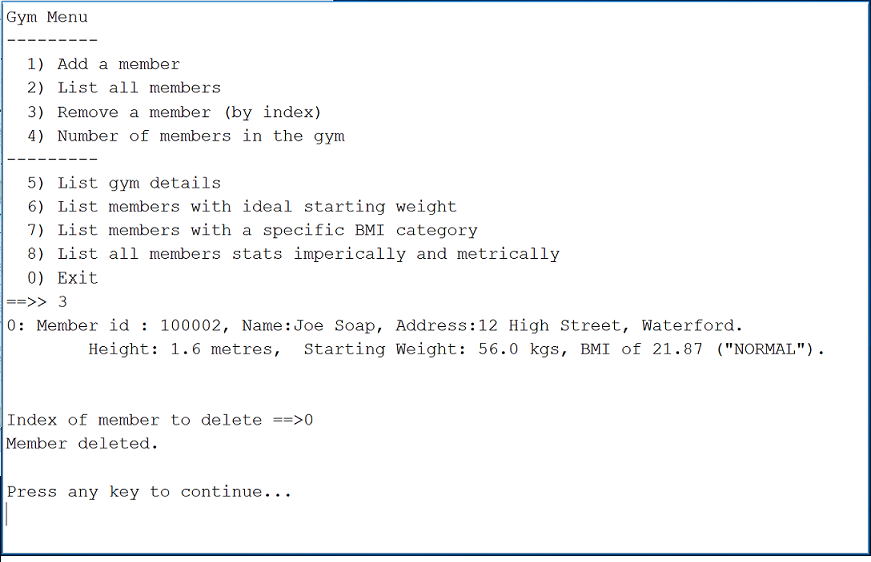 Gym Menu
---------
  1) Add a member
  2) List all members
  3) Remove a member (by index)
  4) Number of members in the gym
---------
  5) List gym details
  6) List members with ideal starting weight
  7) List members with a specific BMI category
  8) List all members stats imperically and metrically
  0) Exit
==>> 3
0: Member id : 100002, Name:Joe Soap, Address:12 High Street, Waterford.
        Height: 1.6 metres,  Starting Weight: 56.0 kgs, BMI of 21.87 ("NORMAL").
Index of member to delete ==>0
Member deleted.
Press any key to continue...